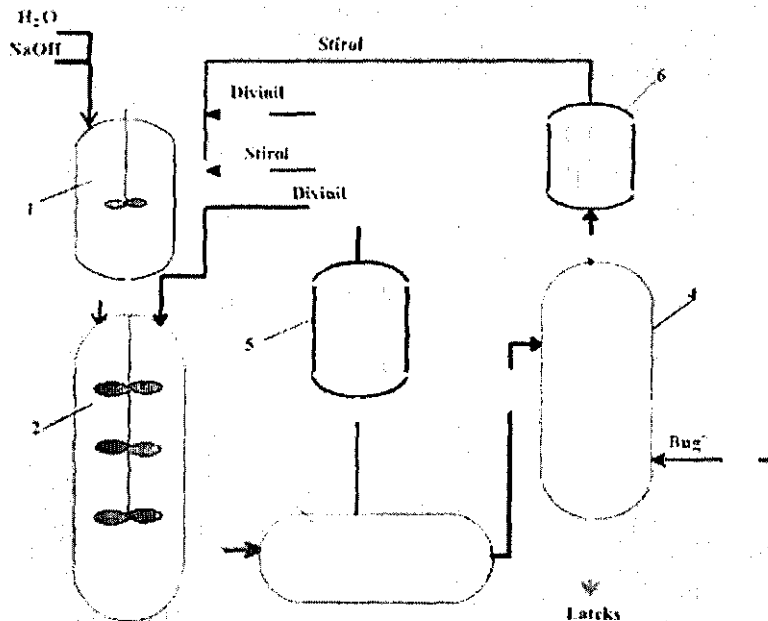 H₂O
NaOH
Stirol
6
Divinil
Stirol
Divinil
1
5
4
2
Bug'
Lateks